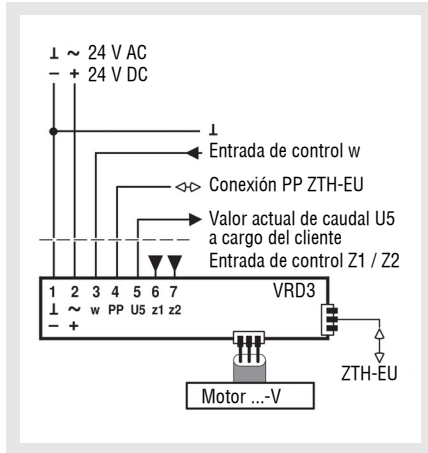 ⊥ ~ 24 V AC
– + 24 V DC
⊥
Entrada de control w
Conexión PP ZTH-EU
Valor actual de caudal U5
a cargo del cliente
Entrada de control Z1 / Z2
1 2 3 4 5 6 7 VRD3
⊥ ~ w PP U5 z1 z2
– +
ZTH-EU
Motor ...-V